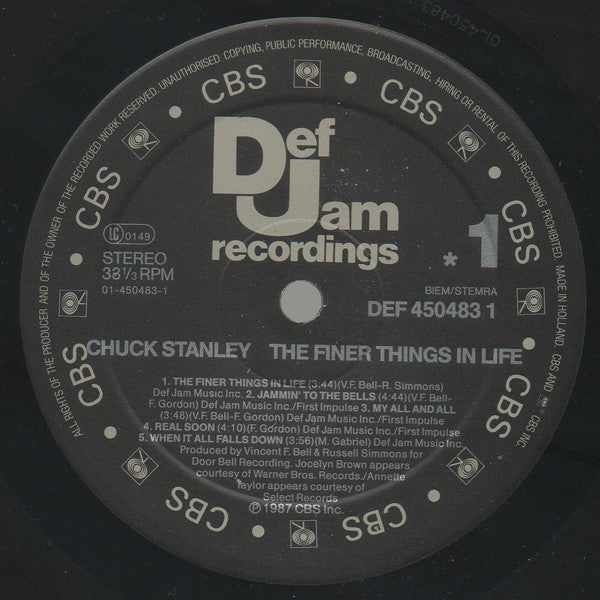 ALL RIGHTS OF THE PRODUCER AND OF THE OWNER OF THE RECORDED WORK RESERVED. UNAUTHORISED COPYING, PUBLIC PERFORMANCE, BROADCASTING, HIRING OR RENTAL OF THIS RECORDING PROHIBITED. MADE IN HOLLAND. CBS AND ARE CBS INC.
CBS • CBS • CBS • CBS • CBS • CBS • CBS • CBS
01-450483-1
Def
Jam
recordings
LC 0149
STEREO
33 1/3 RPM
01-450483-1
* 1
BIEM/STEMRA
DEF 450483 1
CHUCK STANLEY THE FINER THINGS IN LIFE
1. THE FINER THINGS IN LIFE (3:44)(V.F. Bell-R. Simmons)
Def Jam Music Inc. 2. JAMMIN' TO THE BELLS (4:44)(V.F. Bell-
F. Gordon) Def Jam Music Inc./First Impulse 3. MY ALL AND ALL
(3:48)(V.F. Bell-F. Gordon) Def Jam Music Inc./First Impulse
4. REAL SOON (4:10)(F. Gordon) Def Jam Music Inc./First Impulse
5. WHEN IT ALL FALLS DOWN (3:56)(M. Gabriel) Def Jam Music Inc.
Produced by Vincent F. Bell & Russell Simmons for
Door Bell Recording. Jocelyn Brown appears
courtesy of Warner Bros. Records./Annette
Taylor appears courtesy of
Select Records
℗ 1987 CBS Inc.